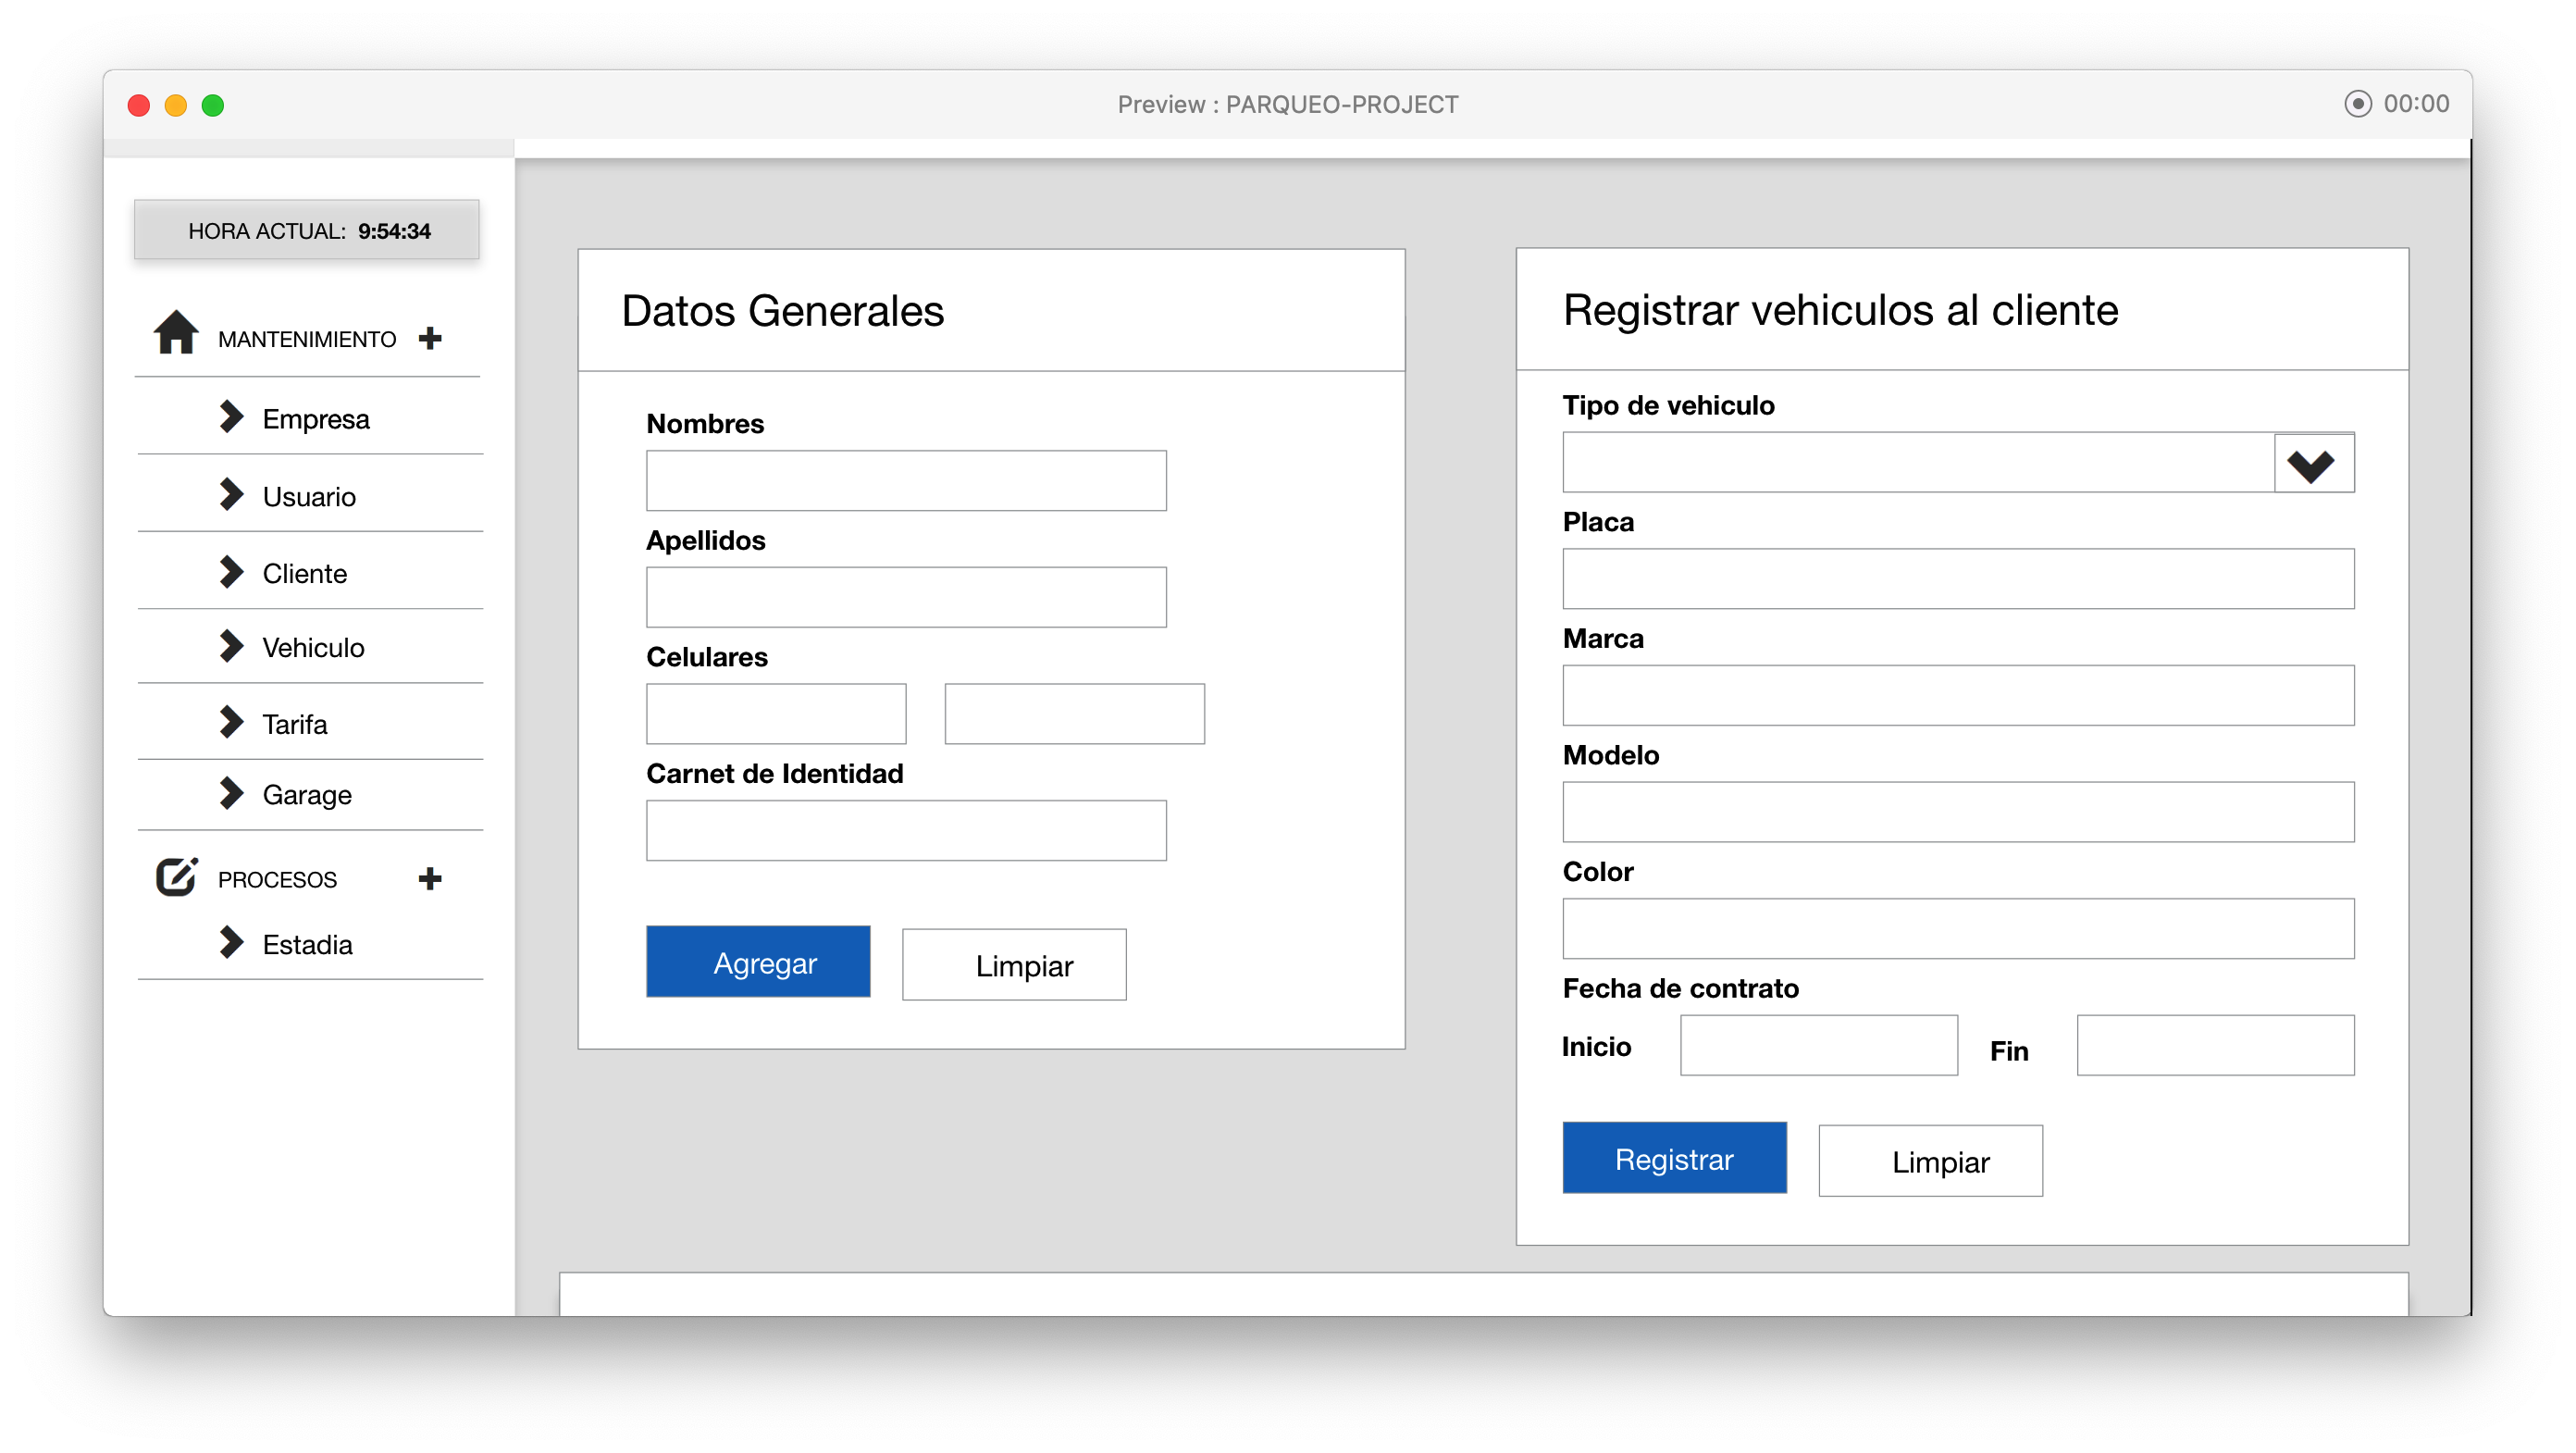 Preview : PARQUEO-PROJECT
00:00
HORA ACTUAL: 9:54:34
MANTENIMIENTO
Empresa
Usuario
Cliente
Vehiculo
Tarifa
Garage
PROCESOS
Estadia
Datos Generales
Nombres
Apellidos
Celulares
Carnet de Identidad
Agregar Limpiar
Registrar vehiculos al cliente
Tipo de vehiculo
Placa
Marca
Modelo
Color
Fecha de contrato
Inicio Fin
Registrar Limpiar